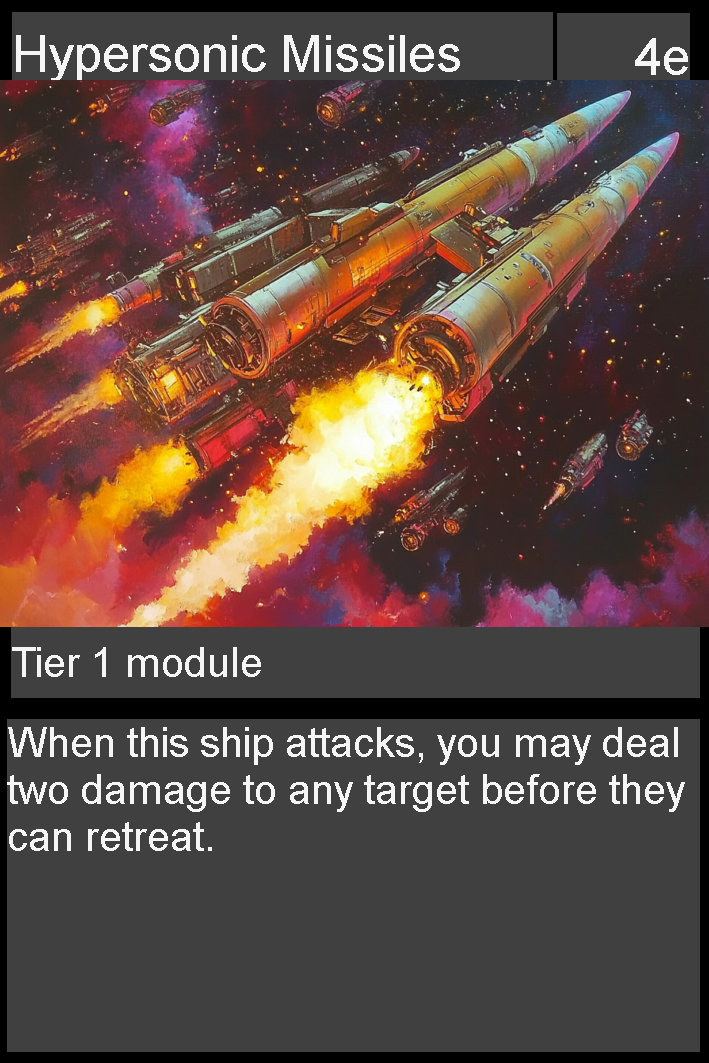 Hypersonic Missiles 4e
Tier 1 module
When this ship attacks, you may deal
two damage to any target before they
can retreat.